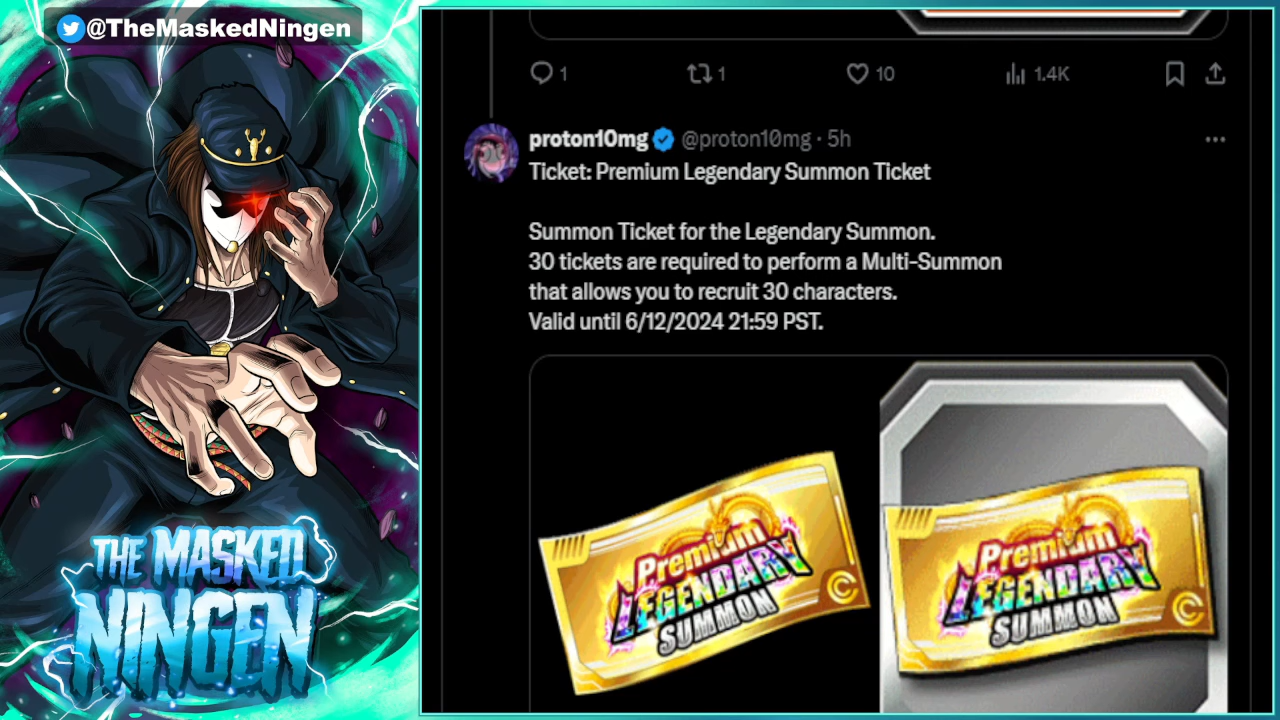 @TheMaskedNingen
1
1
10
1.4K
proton10mg @proton10mg · 5h
Ticket: Premium Legendary Summon Ticket
Summon Ticket for the Legendary Summon.
30 tickets are required to perform a Multi-Summon
that allows you to recruit 30 characters.
Valid until 6/12/2024 21:59 PST.
Premium
LEGENDARY
SUMMON
Premium
LEGENDARY
SUMMON
THE MASKED
NINGEN